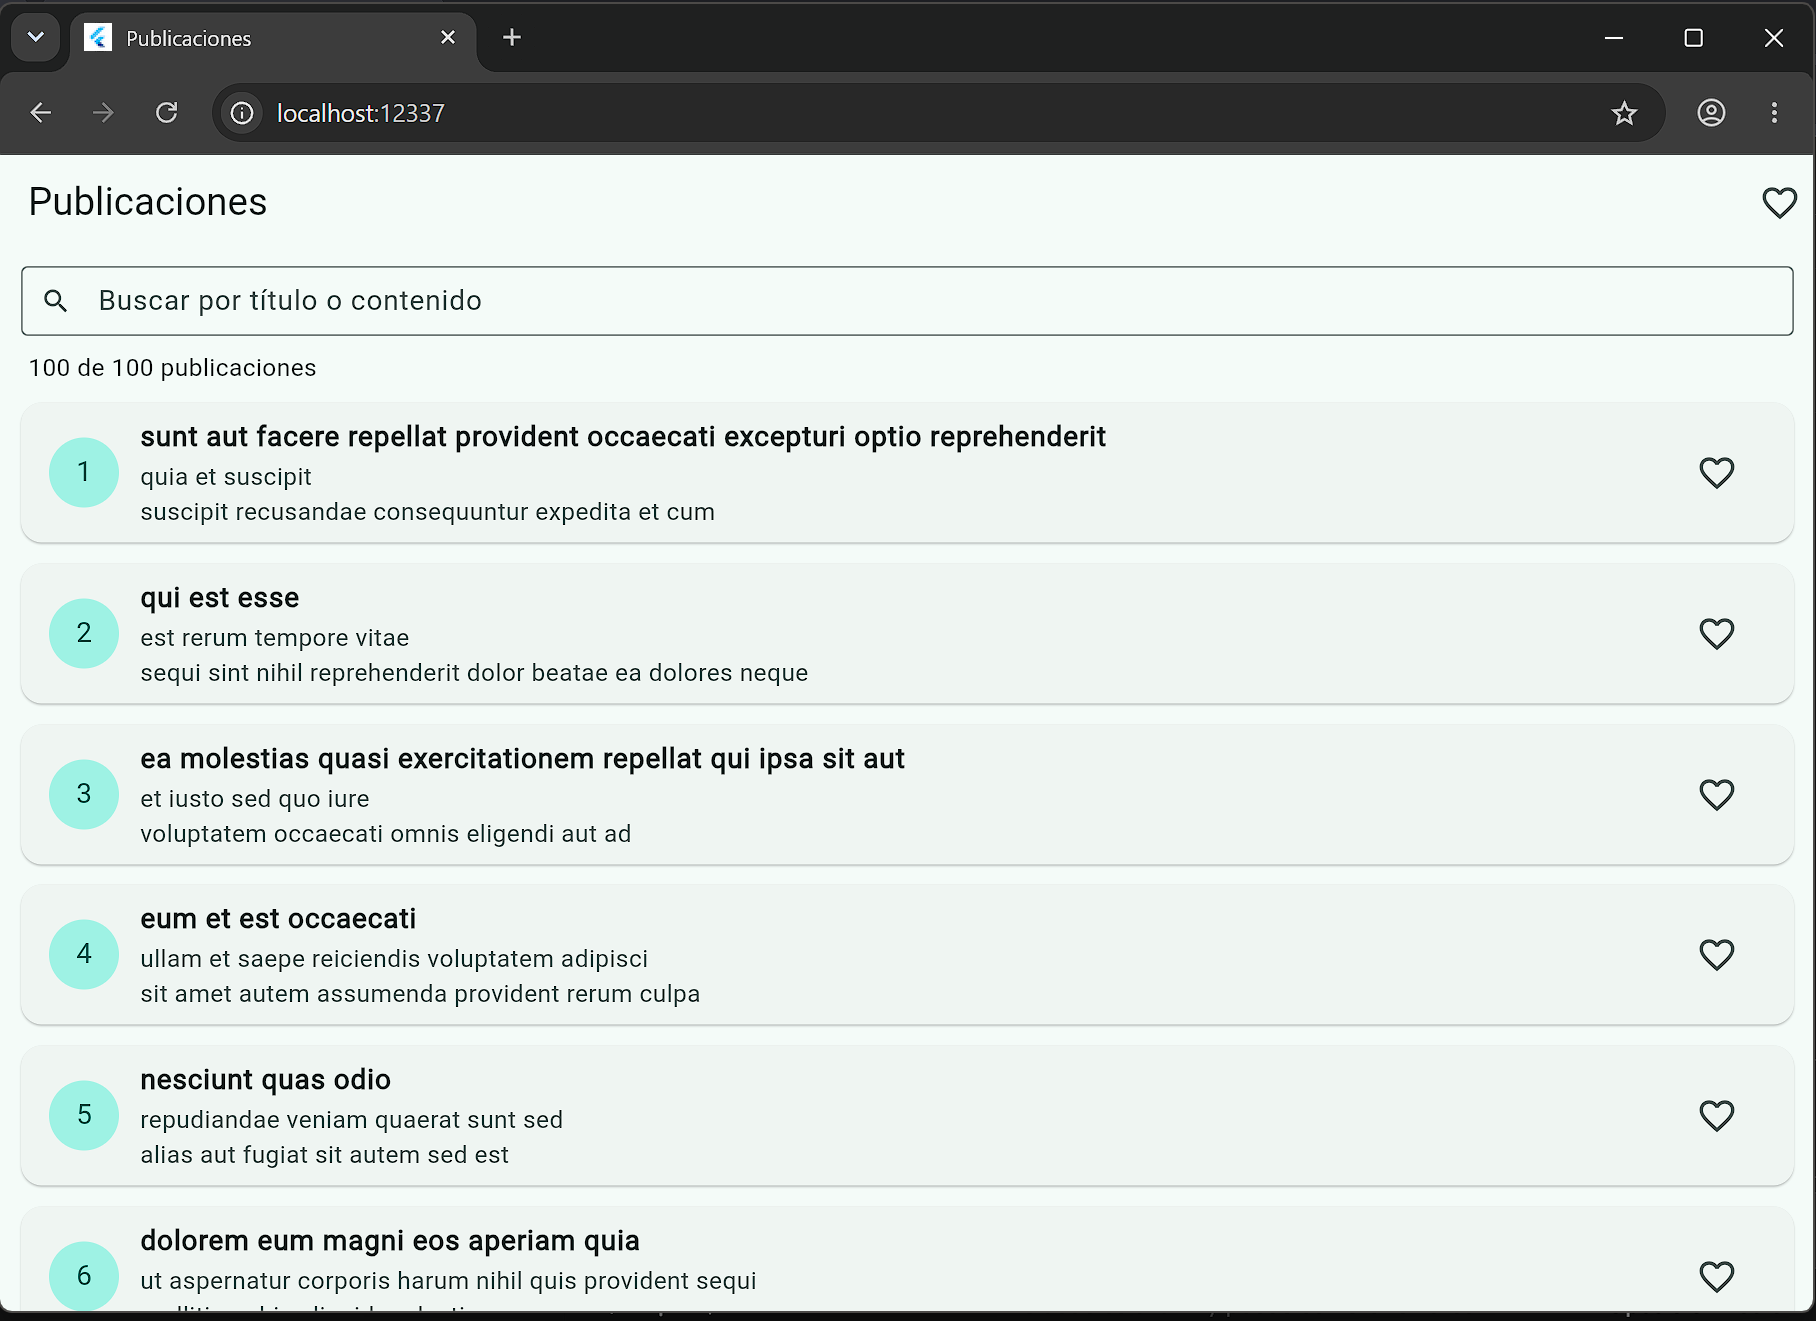 Publicaciones
localhost:12337
Publicaciones
Buscar por título o contenido
100 de 100 publicaciones
1
sunt aut facere repellat provident occaecati excepturi optio reprehenderit
quia et suscipit
suscipit recusandae consequuntur expedita et cum
2
qui est esse
est rerum tempore vitae
sequi sint nihil reprehenderit dolor beatae ea dolores neque
3
ea molestias quasi exercitationem repellat qui ipsa sit aut
et iusto sed quo iure
voluptatem occaecati omnis eligendi aut ad
4
eum et est occaecati
ullam et saepe reiciendis voluptatem adipisci
sit amet autem assumenda provident rerum culpa
5
nesciunt quas odio
repudiandae veniam quaerat sunt sed
alias aut fugiat sit autem sed est
6
dolorem eum magni eos aperiam quia
ut aspernatur corporis harum nihil quis provident sequi